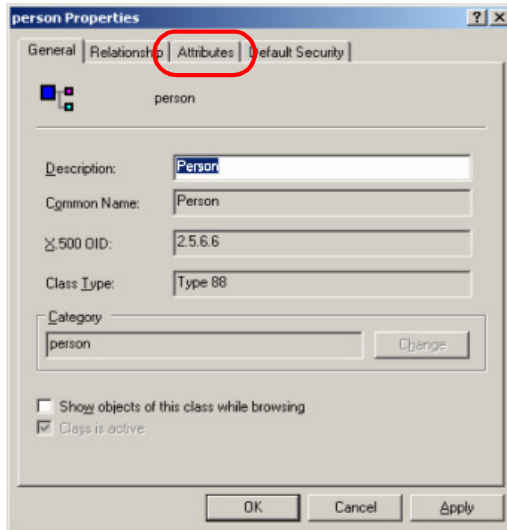 person Properties
General Relationship Attributes Default Security
person
Description: Person
Common Name: Person
X.500 OID: 2.5.6.6
Class Type: Type 88
Category
person Change
Show objects of this class while browsing
Class is active
OK Cancel Apply